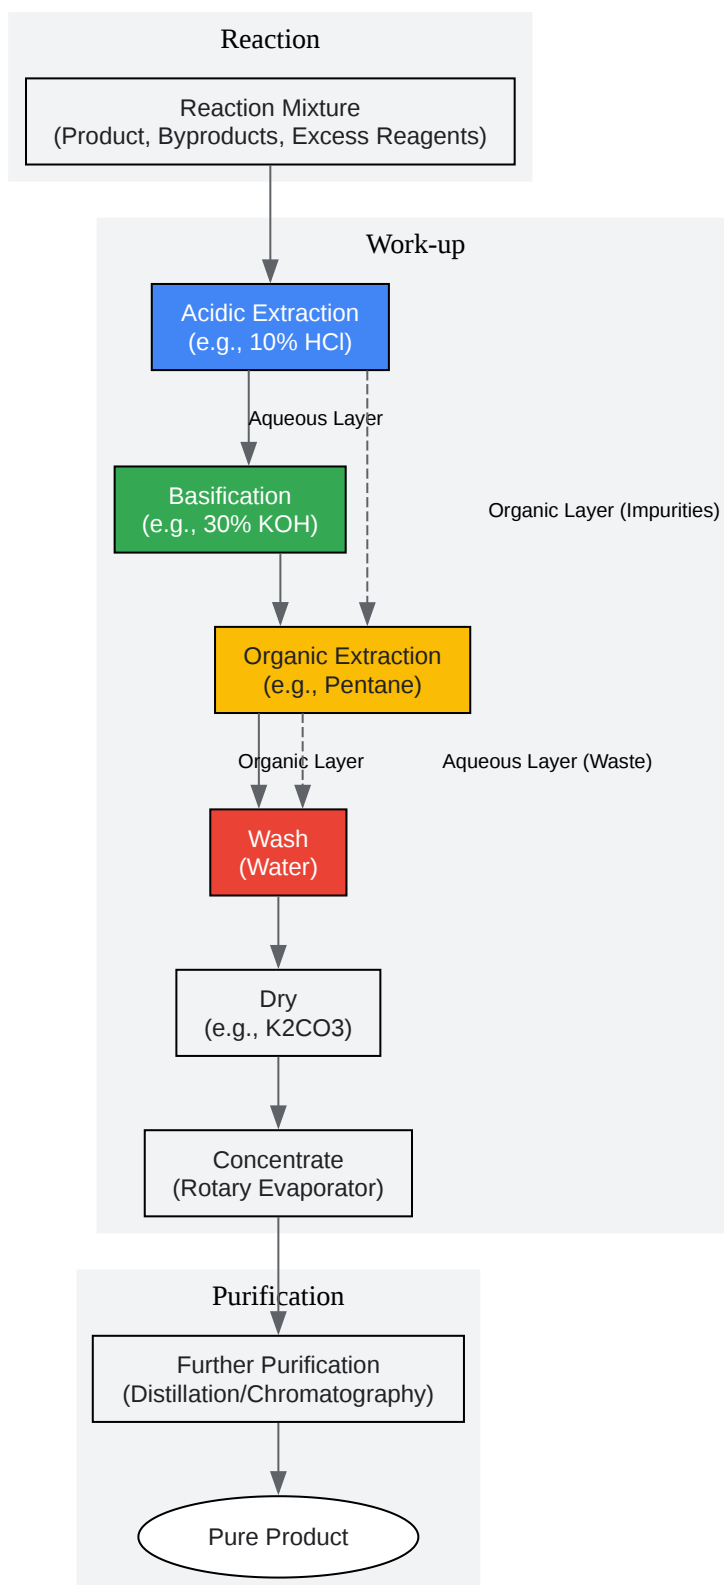 Reaction
Reaction Mixture
(Product, Byproducts, Excess Reagents)
Work-up
Acidic Extraction
(e.g., 10% HCl)
Aqueous Layer
Basification
(e.g., 30% KOH)
Organic Layer (Impurities)
Organic Extraction
(e.g., Pentane)
Organic Layer
Aqueous Layer (Waste)
Wash
(Water)
Dry
(e.g., K2CO3)
Concentrate
(Rotary Evaporator)
Purification
Further Purification
(Distillation/Chromatography)
Pure Product